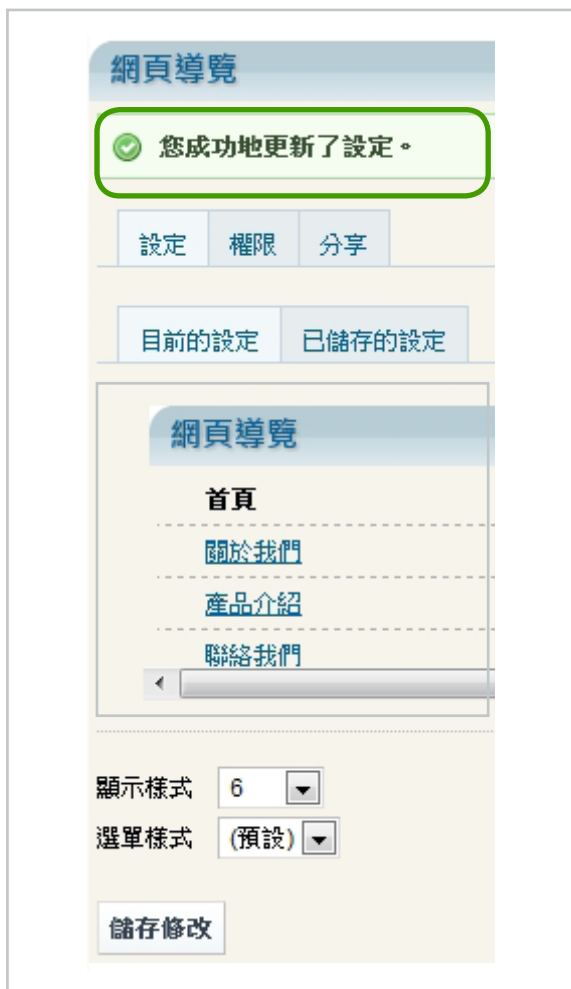 網頁導覽
您成功地更新了設定。
設定 權限 分享
目前的設定 已儲存的設定
網頁導覽
首頁
關於我們
產品介紹
聯絡我們
顯示樣式 6
選單樣式 (預設)
儲存修改